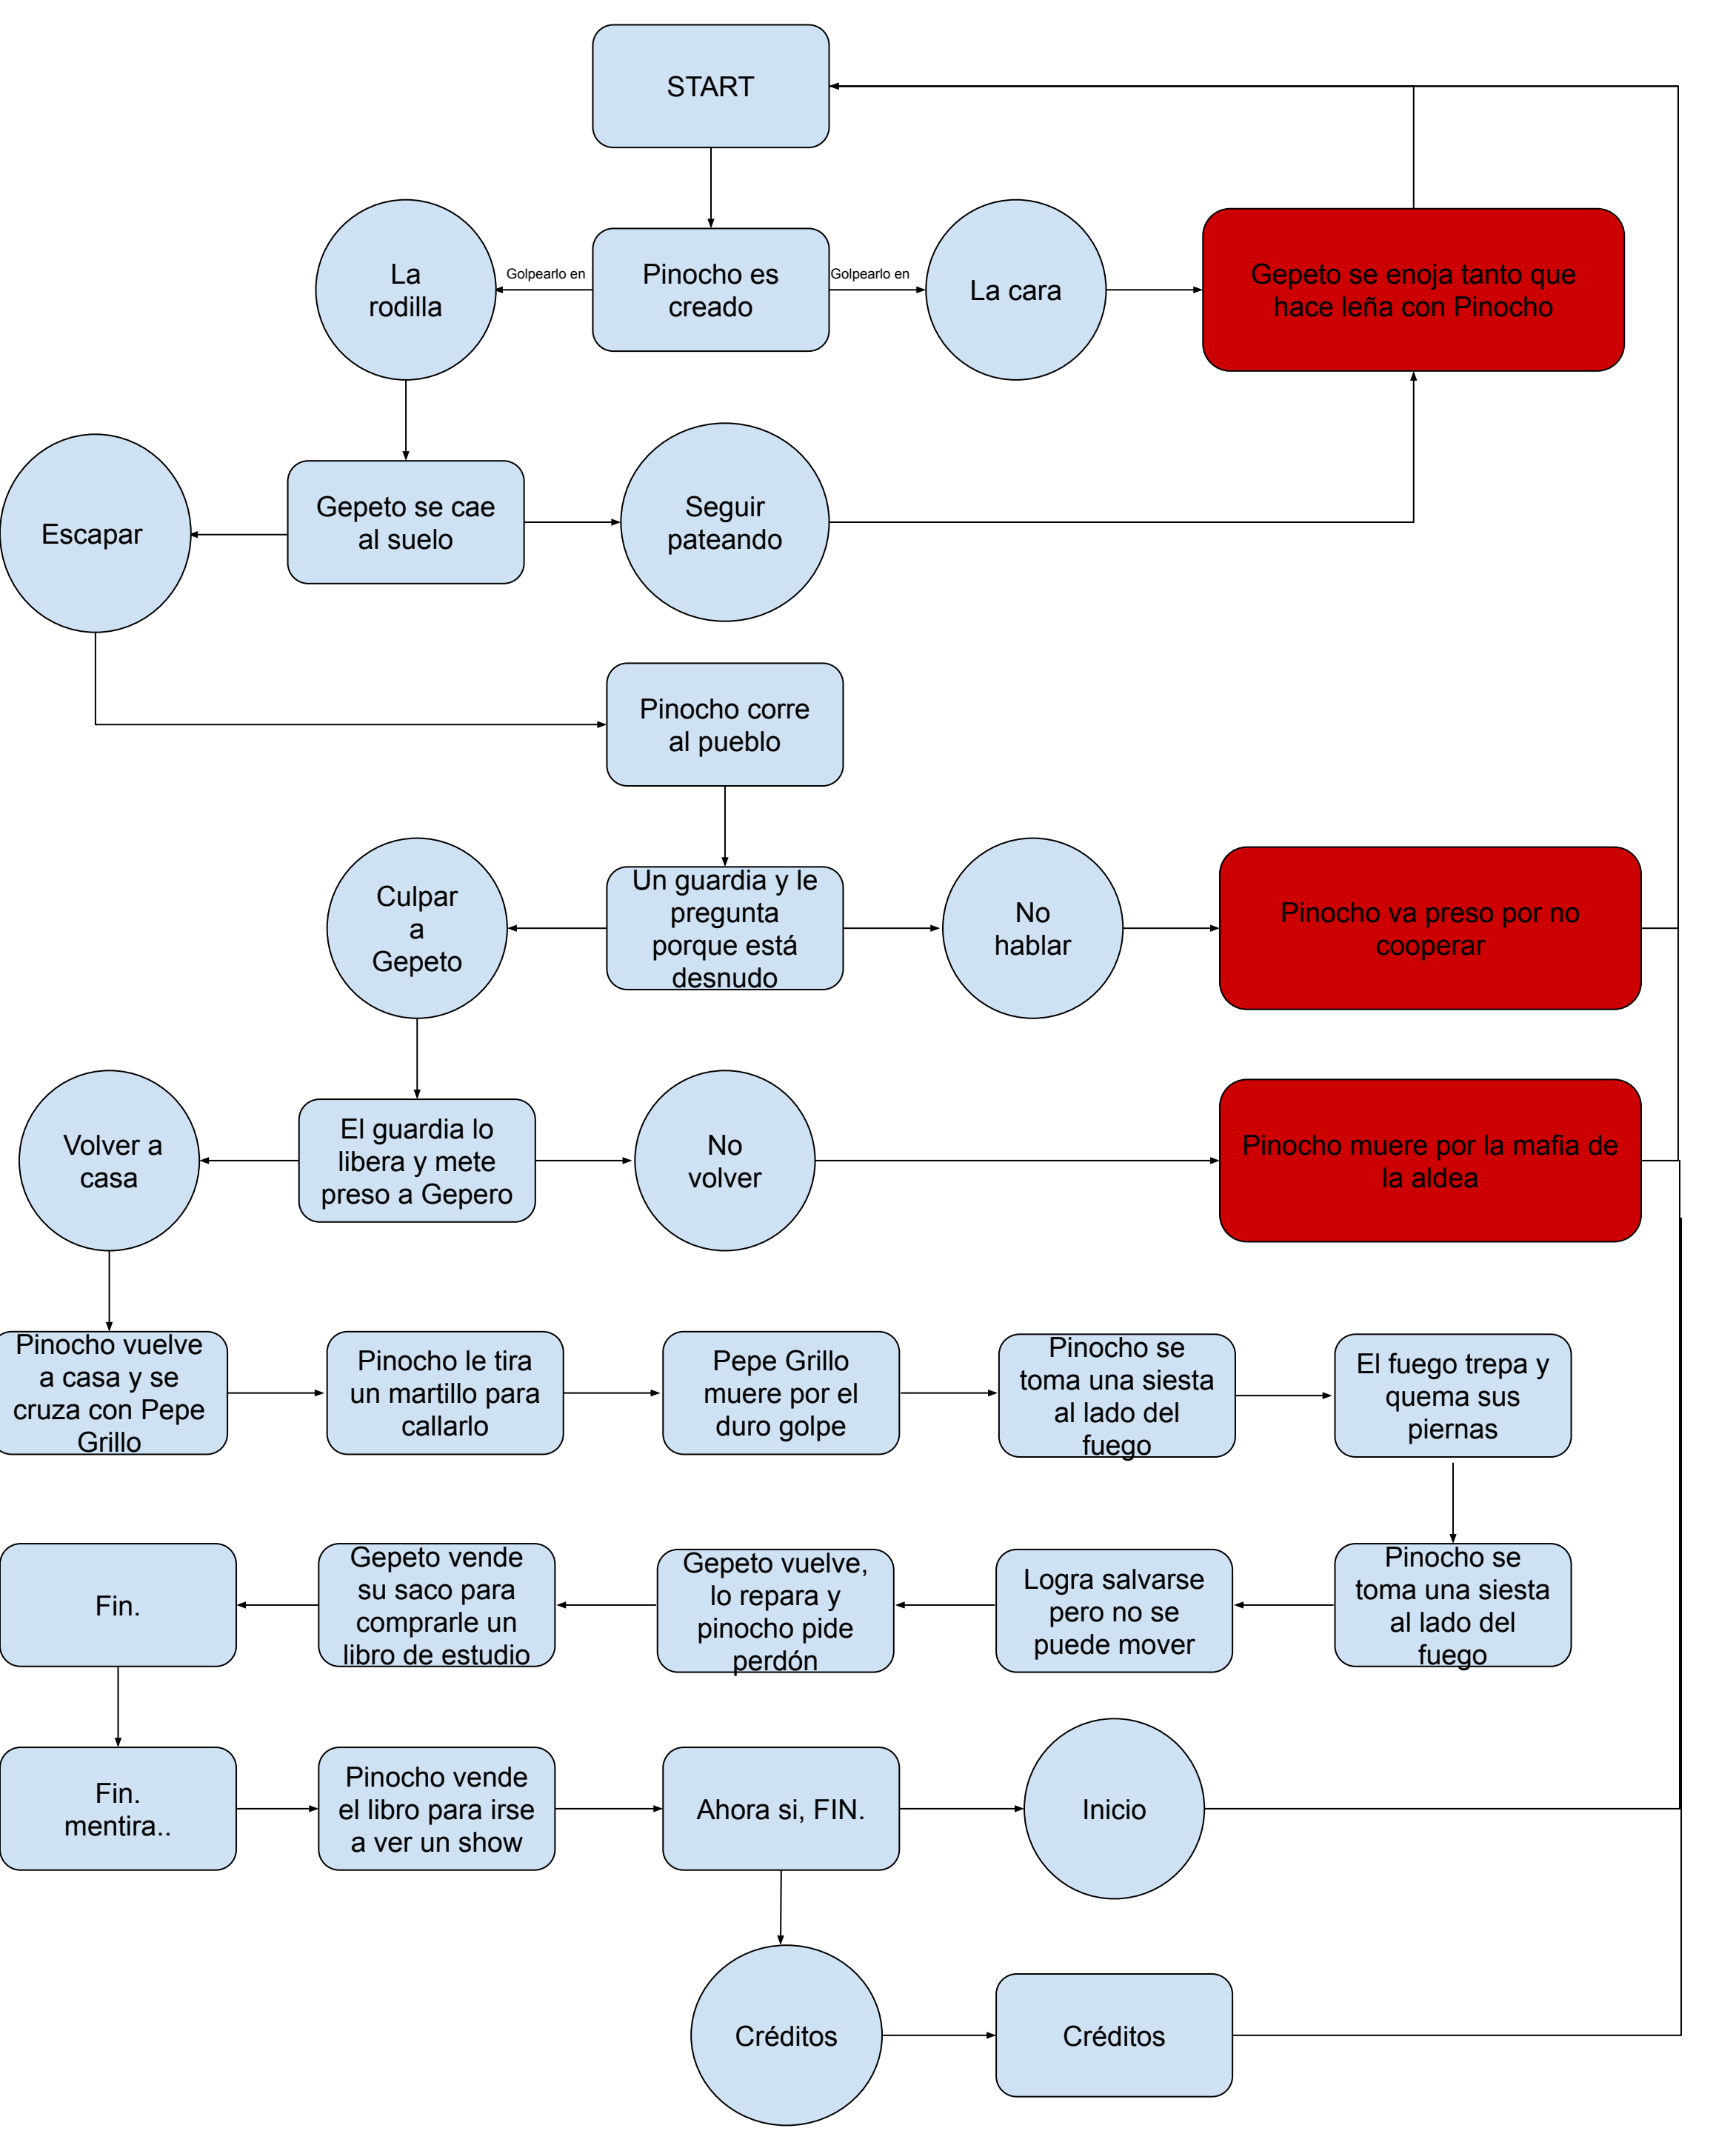 START
La
rodilla
Golpearlo en
Pinocho es
creado
Golpearlo en
La cara
Gepeto se enoja tanto que
hace leña con Pinocho
Escapar
Gepeto se cae
al suelo
Seguir
pateando
Pinocho corre
al pueblo
Culpar
a
Gepeto
Un guardia y le
pregunta
porque está
desnudo
No
hablar
Pinocho va preso por no
cooperar
Volver a
casa
El guardia lo
libera y mete
preso a Gepero
No
volver
Pinocho muere por la mafia de
la aldea
Pinocho vuelve
a casa y se
cruza con Pepe
Grillo
Pinocho le tira
un martillo para
callarlo
Pepe Grillo
muere por el
duro golpe
Pinocho se
toma una siesta
al lado del
fuego
El fuego trepa y
quema sus
piernas
Fin.
Gepeto vende
su saco para
comprarle un
libro de estudio
Gepeto vuelve,
lo repara y
pinocho pide
perdón
Logra salvarse
pero no se
puede mover
Pinocho se
toma una siesta
al lado del
fuego
Fin.
mentira..
Pinocho vende
el libro para irse
a ver un show
Ahora si, FIN.
Inicio
Créditos
Créditos